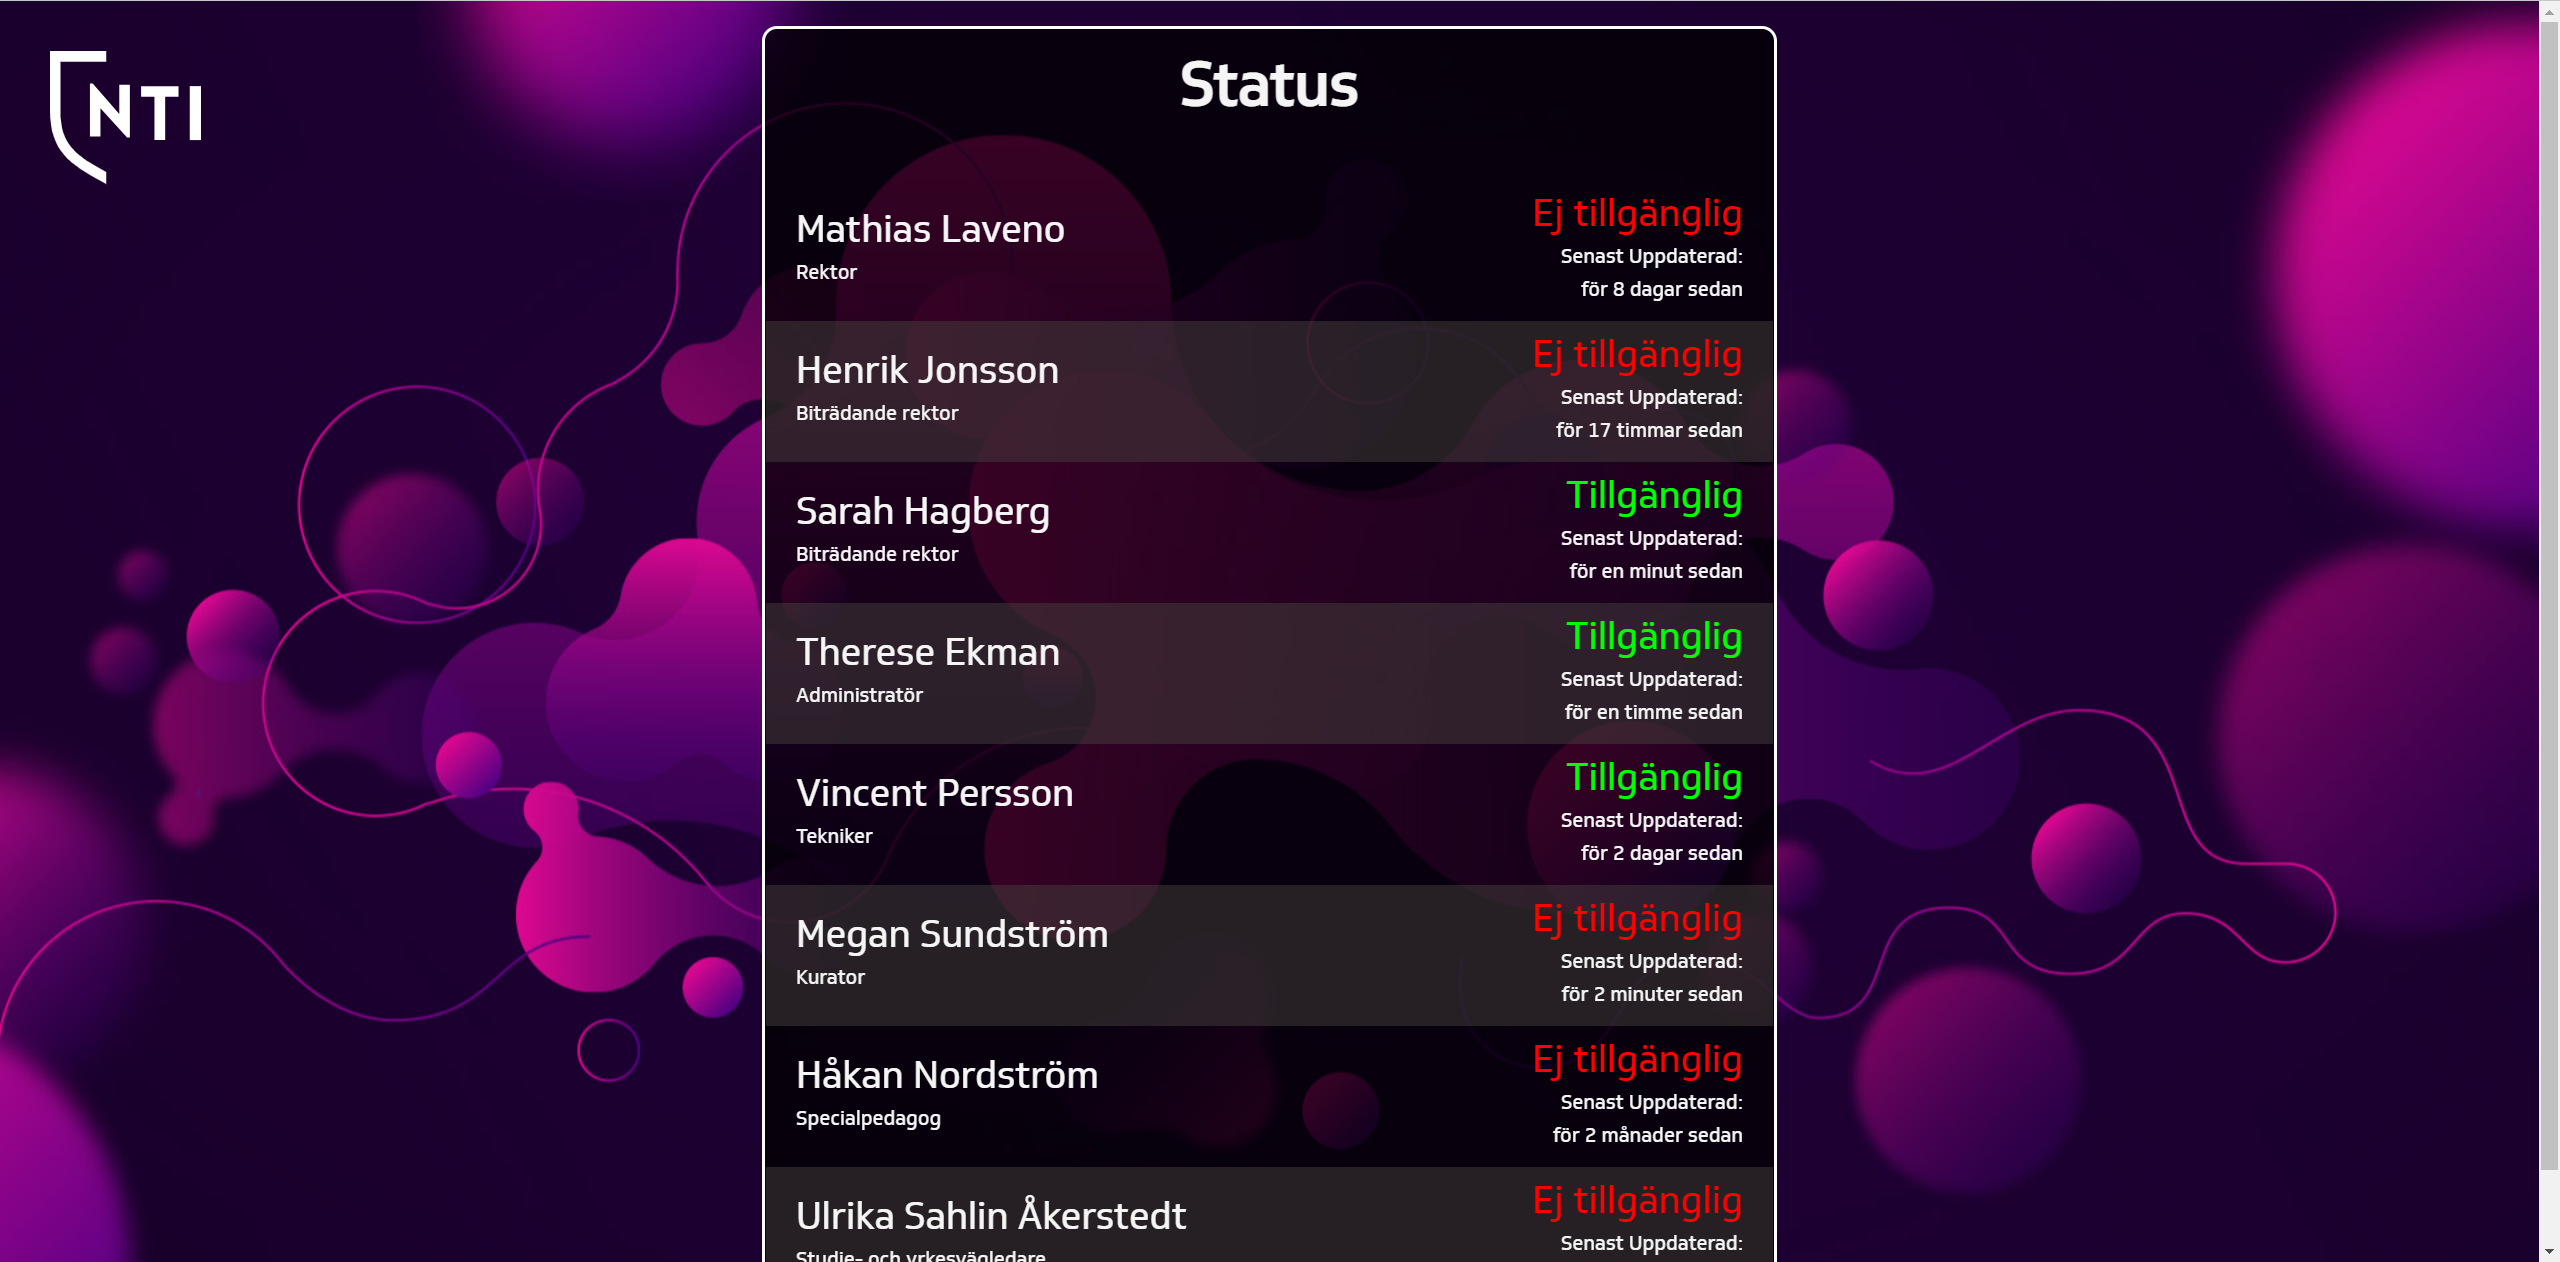 NTI
Status
Mathias Laveno
Rektor
Ej tillgänglig
Senast Uppdaterad:
för 8 dagar sedan
Henrik Jonsson
Biträdande rektor
Ej tillgänglig
Senast Uppdaterad:
för 17 timmar sedan
Sarah Hagberg
Biträdande rektor
Tillgänglig
Senast Uppdaterad:
för en minut sedan
Therese Ekman
Administratör
Tillgänglig
Senast Uppdaterad:
för en timme sedan
Vincent Persson
Tekniker
Tillgänglig
Senast Uppdaterad:
för 2 dagar sedan
Megan Sundström
Kurator
Ej tillgänglig
Senast Uppdaterad:
för 2 minuter sedan
Håkan Nordström
Specialpedagog
Ej tillgänglig
Senast Uppdaterad:
för 2 månader sedan
Ulrika Sahlin Åkerstedt
Studie- och yrkesvägledare
Ej tillgänglig
Senast Uppdaterad: